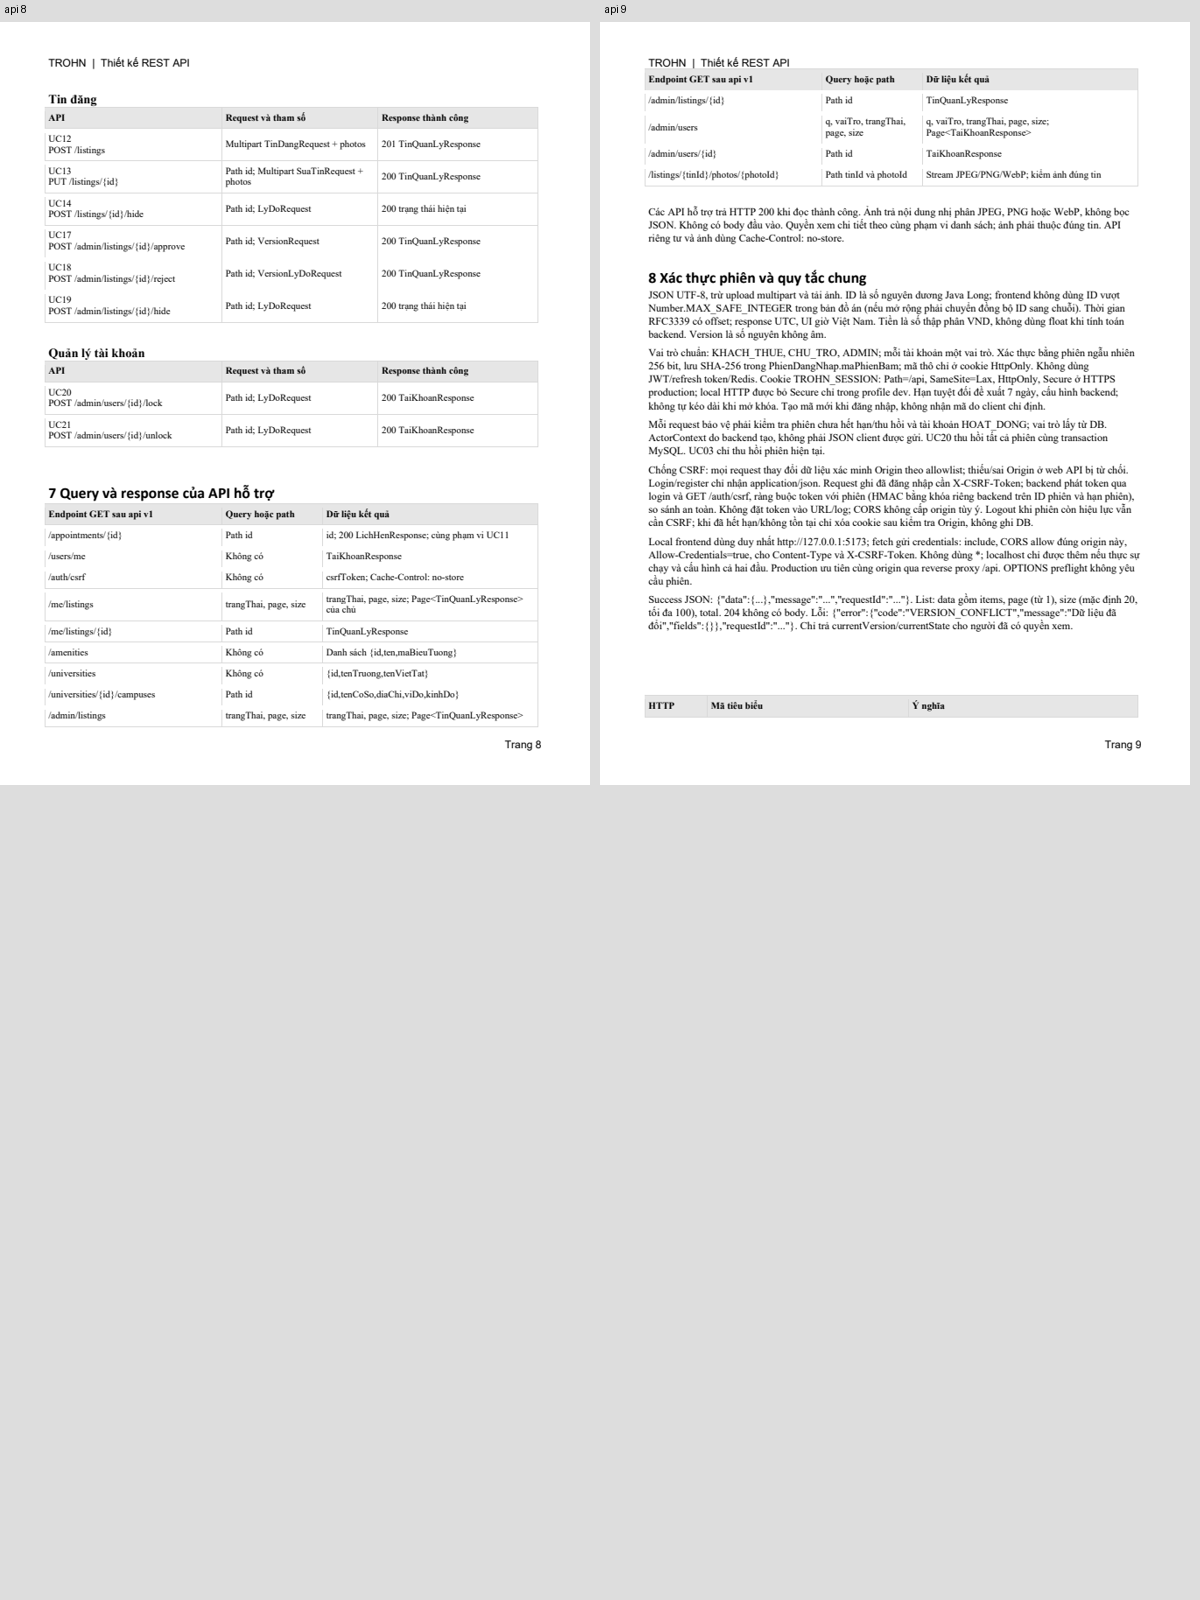 api 8
TROHN | Thiết kế REST API
Tin đăng
API Request và tham số Response thành công
UC12
POST /listings Multipart TinDangRequest + photos 201 TinQuanLyResponse
UC13
PUT /listings/{id} Path id; Multipart SuaTinRequest +
photos 200 TinQuanLyResponse
UC14
POST /listings/{id}/hide Path id; LyDoRequest 200 trạng thái hiện tại
UC17
POST /admin/listings/{id}/approve Path id; VersionRequest 200 TinQuanLyResponse
UC18
POST /admin/listings/{id}/reject Path id; VersionLyDoRequest 200 TinQuanLyResponse
UC19
POST /admin/listings/{id}/hide Path id; LyDoRequest 200 trạng thái hiện tại
Quản lý tài khoản
API Request và tham số Response thành công
UC20
POST /admin/users/{id}/lock Path id; LyDoRequest 200 TaiKhoanResponse
UC21
POST /admin/users/{id}/unlock Path id; LyDoRequest 200 TaiKhoanResponse
7 Query và response của API hỗ trợ
Endpoint GET sau api v1 Query hoặc path Dữ liệu kết quả
/appointments/{id} Path id id; 200 LichHenResponse; cùng phạm vi UC11
/users/me Không có TaiKhoanResponse
/auth/csrf Không có csrfToken; Cache-Control: no-store
/me/listings trangThai, page, size trangThai, page, size; Page<TinQuanLyResponse>
của chủ
/me/listings/{id} Path id TinQuanLyResponse
/amenities Không có Danh sách {id,ten,maBieuTuong}
/universities Không có {id,tenTruong,tenVietTat}
/universities/{id}/campuses Path id {id,tenCoSo,diaChi,viDo,kinhDo}
/admin/listings trangThai, page, size trangThai, page, size; Page<TinQuanLyResponse>
Trang 8
api 9
TROHN | Thiết kế REST API
Endpoint GET sau api v1 Query hoặc path Dữ liệu kết quả
/admin/listings/{id} Path id TinQuanLyResponse
/admin/users q, vaiTro, trangThai,
page, size q, vaiTro, trangThai, page, size;
Page<TaiKhoanResponse>
/admin/users/{id} Path id TaiKhoanResponse
/listings/{tinId}/photos/{photoId} Path tinId và photoId Stream JPEG/PNG/WebP; kiểm ảnh đúng tin
Các API hỗ trợ trả HTTP 200 khi đọc thành công. Ảnh trả nội dung nhị phân JPEG, PNG hoặc WebP, không bọc
JSON. Không có body đầu vào. Quyền xem chi tiết theo cùng phạm vi danh sách; ảnh phải thuộc đúng tin. API
riêng tư và ảnh dùng Cache-Control: no-store.
8 Xác thực phiên và quy tắc chung
JSON UTF-8, trừ upload multipart và tải ảnh. ID là số nguyên dương Java Long; frontend không dùng ID vượt
Number.MAX_SAFE_INTEGER trong bản đồ án (nếu mở rộng phải chuyển đồng bộ ID sang chuỗi). Thời gian
RFC3339 có offset; response UTC, UI giờ Việt Nam. Tiền là số thập phân VND, không dùng float khi tính toán
backend. Version là số nguyên không âm.
Vai trò chuẩn: KHACH_THUE, CHU_TRO, ADMIN; mỗi tài khoản một vai trò. Xác thực bằng phiên ngẫu nhiên
256 bit, lưu SHA-256 trong PhienDangNhap.maPhienBam; mã thô chỉ ở cookie HttpOnly. Không dùng
JWT/refresh token/Redis. Cookie TROHN_SESSION: Path=/api, SameSite=Lax, HttpOnly, Secure ở HTTPS
production; local HTTP được bỏ Secure chỉ trong profile dev. Hạn tuyệt đối đề xuất 7 ngày, cấu hình backend;
không tự kéo dài khi mở khóa. Tạo mã mới khi đăng nhập, không nhận mã do client chỉ định.
Mỗi request bảo vệ phải kiểm tra phiên chưa hết hạn/thu hồi và tài khoản HOAT_DONG; vai trò lấy từ DB.
ActorContext do backend tạo, không phải JSON client được gửi. UC20 thu hồi tất cả phiên cùng transaction
MySQL. UC03 chỉ thu hồi phiên hiện tại.
Chống CSRF: mọi request thay đổi dữ liệu xác minh Origin theo allowlist; thiếu/sai Origin ở web API bị từ chối.
Login/register chỉ nhận application/json. Request ghi đã đăng nhập cần X-CSRF-Token; backend phát token qua
login và GET /auth/csrf, ràng buộc token với phiên (HMAC bằng khóa riêng backend trên ID phiên và hạn phiên),
so sánh an toàn. Không đặt token vào URL/log; CORS không cấp origin tùy ý. Logout khi phiên còn hiệu lực vẫn
cần CSRF; khi đã hết hạn/không tồn tại chỉ xóa cookie sau kiểm tra Origin, không ghi DB.
Local frontend dùng duy nhất http://127.0.0.1:5173; fetch gửi credentials: include, CORS allow đúng origin này,
Allow-Credentials=true, cho Content-Type và X-CSRF-Token. Không dùng *; localhost chỉ được thêm nếu thực sự
chạy và cấu hình cả hai đầu. Production ưu tiên cùng origin qua reverse proxy /api. OPTIONS preflight không yêu
cầu phiên.
Success JSON: {"data":{...},"message":"...","requestId":"..."}. List: data gồm items, page (từ 1), size (mặc định 20,
tối đa 100), total. 204 không có body. Lỗi: {"error":{"code":"VERSION_CONFLICT","message":"Dữ liệu đã
đổi","fields":{}},"requestId":"..."}. Chỉ trả currentVersion/currentState cho người đã có quyền xem.
HTTP Mã tiêu biểu Ý nghĩa
Trang 9